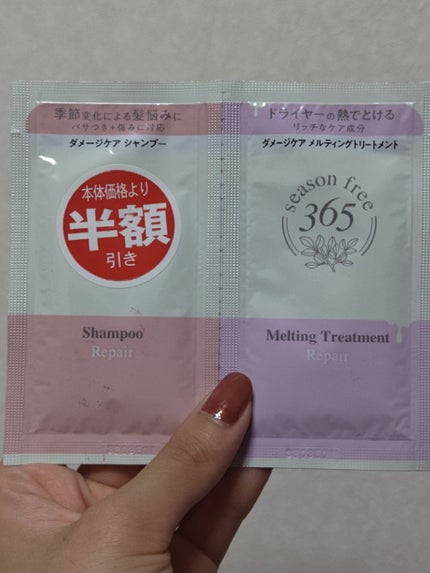 季節変化による髪悩みに
パサつき+傷みに対応
ダメージケア シャンプー
本体価格より
半額
引き
Shampoo
Repair
ドライヤーの熱でとける
リッチなケア成分
ダメージケア メルティングトリートメント
season free
365
Melting Treatment
Repair